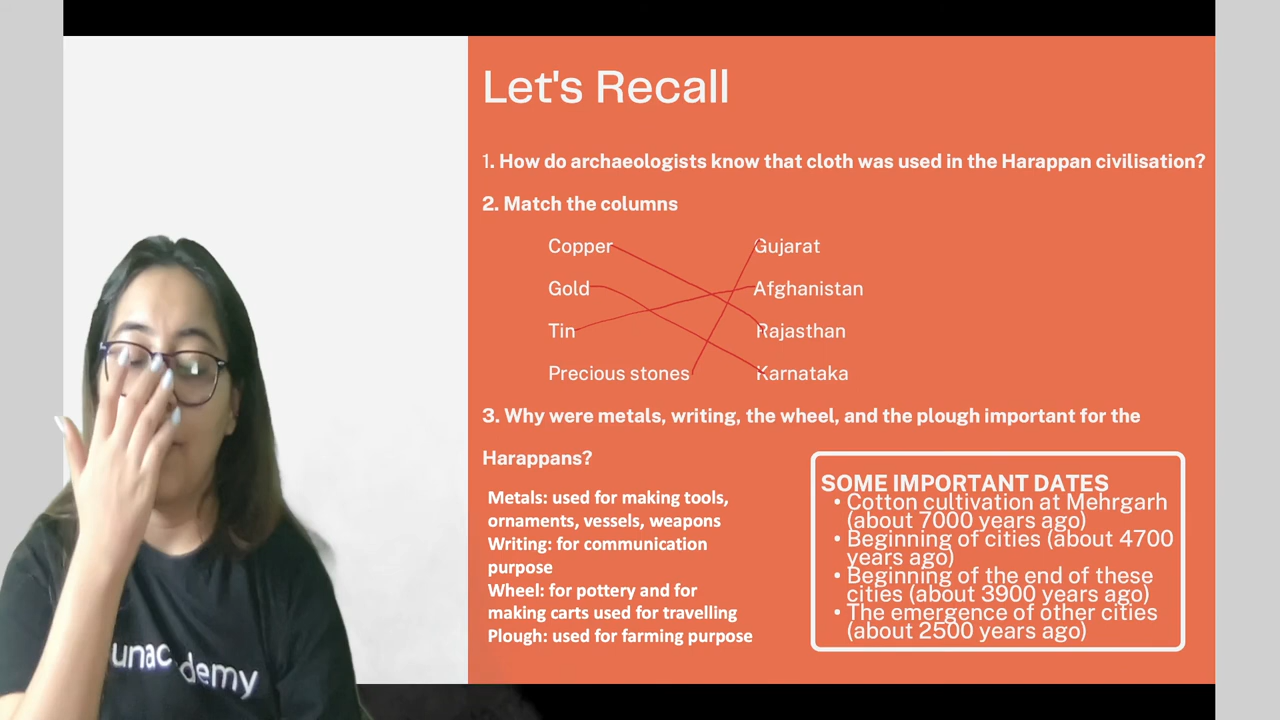 Let's Recall
1. How do archaeologists know that cloth was used in the Harappan civilisation?
2. Match the columns
Copper Gujarat
Gold Afghanistan
Tin Rajasthan
Precious stones Karnataka
3. Why were metals, writing, the wheel, and the plough important for the
Harappans?
Metals: used for making tools,
ornaments, vessels, weapons
Writing: for communication
purpose
Wheel: for pottery and for
making carts used for travelling
Plough: used for farming purpose
SOME IMPORTANT DATES
• Cotton cultivation at Mehrgarh
(about 7000 years ago)
• Beginning of cities (about 4700
years ago)
• Beginning of the end of these
cities (about 3900 years ago)
• The emergence of other cities
(about 2500 years ago)
unac demy